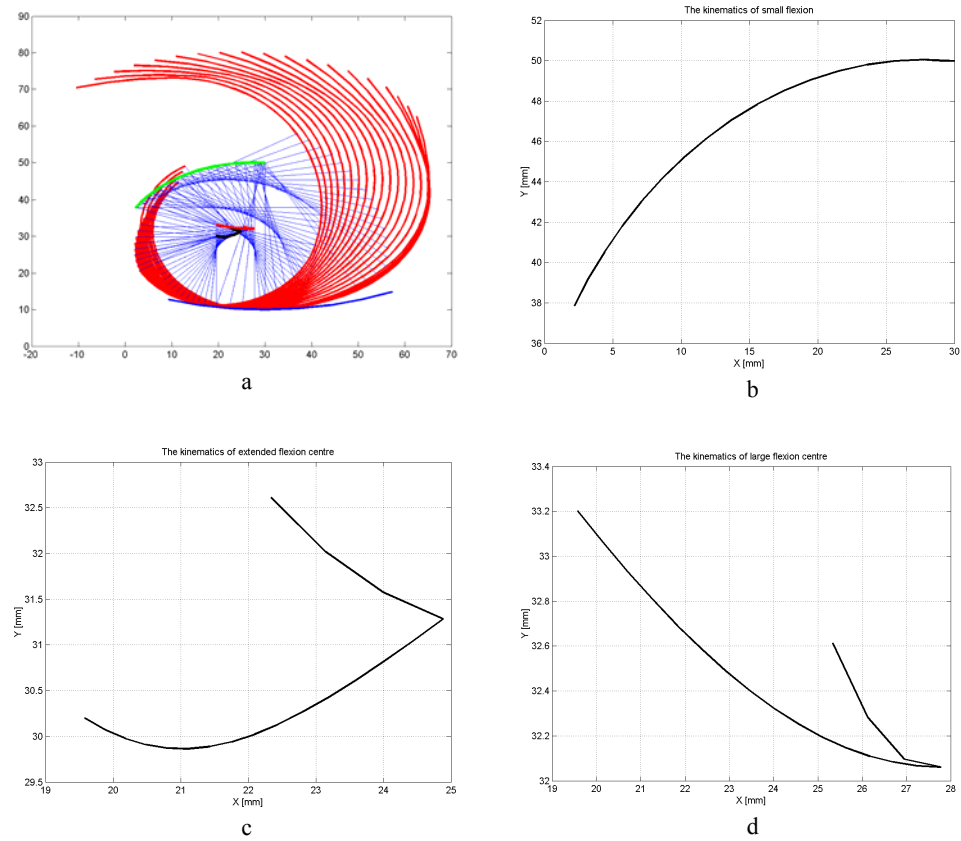 90
80
70
60
50
40
30
20
10
0
-20 -10 0 10 20 30 40 50 60 70
a
The kinematics of small flexion
52
50
48
46
44
42
40
38
36
Y [mm]
0 5 10 15 20 25 30
X [mm]
b
The kinematics of extended flexion centre
33
32.5
32
31.5
31
30.5
30
29.5
Y [mm]
19 20 21 22 23 24 25
X [mm]
c
The kinematics of large flexion centre
33.4
33.2
33
32.8
32.6
32.4
32.2
32
Y [mm]
19 20 21 22 23 24 25 26 27 28
X [mm]
d